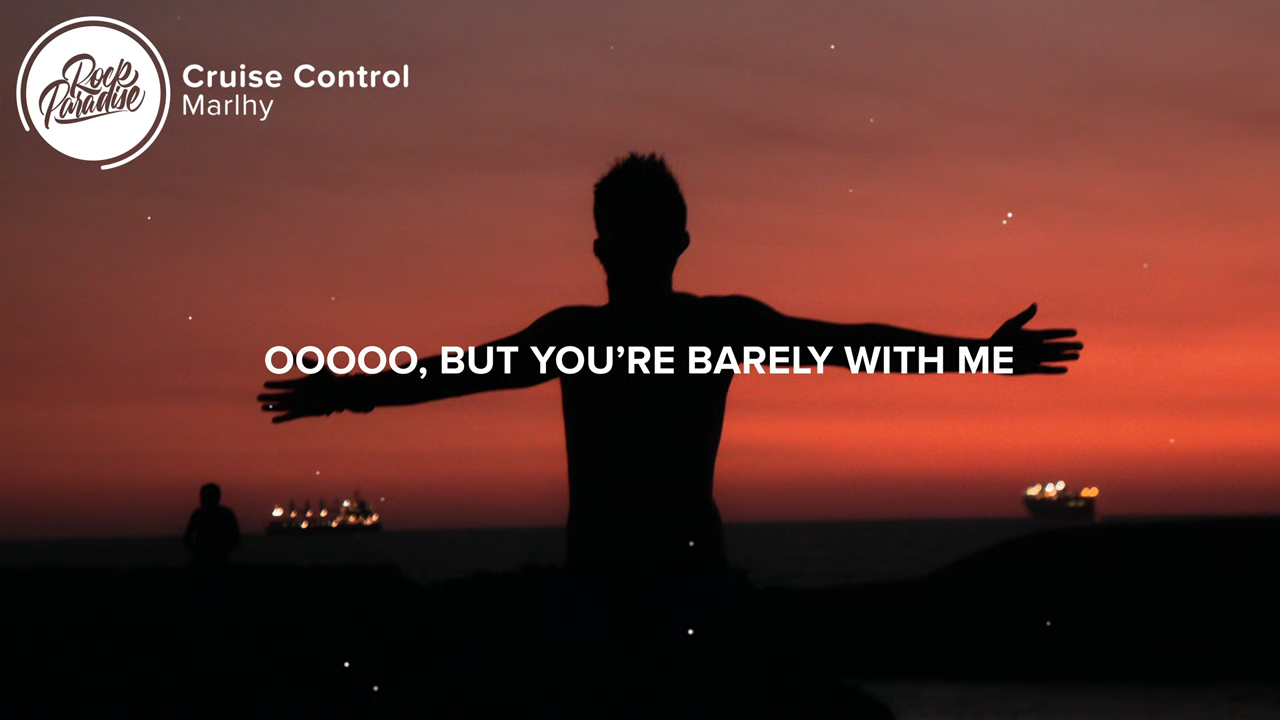 Rock
Paradise
Cruise Control
Marlhy
OOOOO, BUT YOU’RE BARELY WITH ME